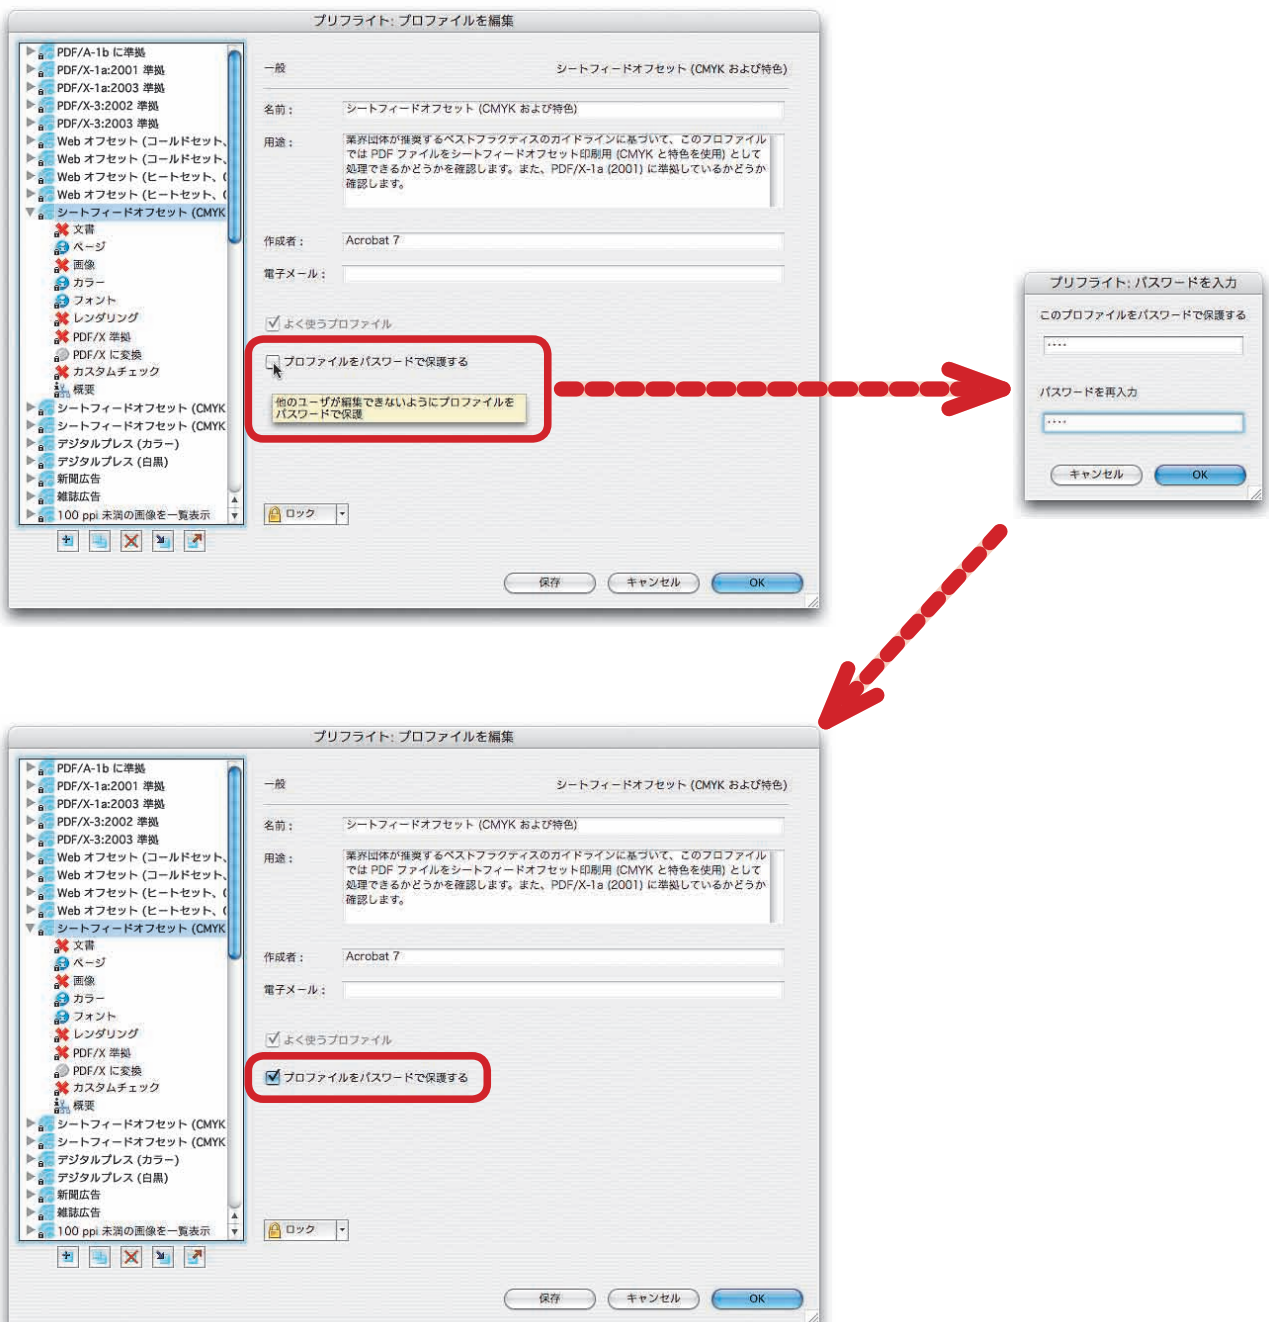 プリフライト: プロファイルを編集
PDF/A-1b に準拠
PDF/X-1a:2001 準拠
PDF/X-1a:2003 準拠
PDF/X-3:2002 準拠
PDF/X-3:2003 準拠
Web オフセット (コールドセット、
Web オフセット (コールドセット、
Web オフセット (ヒートセット、(
Web オフセット (ヒートセット、(
シートフィードオフセット (CMYK
文書
ページ
画像
カラー
フォント
レンダリング
PDF/X 準拠
PDF/X に変換
カスタムチェック
概要
シートフィードオフセット (CMYK
シートフィードオフセット (CMYK
デジタルプレス (カラー)
デジタルプレス (白黒)
新聞広告
雑誌広告
100 ppi 未満の画像を一覧表示
一般
シートフィードオフセット (CMYK および特色)
名前：
シートフィードオフセット (CMYK および特色)
用途：
業界団体が推奨するベストプラクティスのガイドラインに基づいて、このプロファイル
では PDF ファイルをシートフィードオフセット印刷用 (CMYK と特色を使用) として
処理できるかどうかを確認します。また、PDF/X-1a (2001) に準拠しているかどうか
確認します。
作成者：
Acrobat 7
電子メール：
よく使うプロファイル
プロファイルをパスワードで保護する
他のユーザが編集できないようにプロファイルを
パスワードで保護
ロック
保存
キャンセル
OK
プリフライト: パスワードを入力
このプロファイルをパスワードで保護する
••••
パスワードを再入力
••••
キャンセル
OK
プリフライト: プロファイルを編集
PDF/A-1b に準拠
PDF/X-1a:2001 準拠
PDF/X-1a:2003 準拠
PDF/X-3:2002 準拠
PDF/X-3:2003 準拠
Web オフセット (コールドセット、
Web オフセット (コールドセット、
Web オフセット (ヒートセット、(
Web オフセット (ヒートセット、(
シートフィードオフセット (CMYK
文書
ページ
画像
カラー
フォント
レンダリング
PDF/X 準拠
PDF/X に変換
カスタムチェック
概要
シートフィードオフセット (CMYK
シートフィードオフセット (CMYK
デジタルプレス (カラー)
デジタルプレス (白黒)
新聞広告
雑誌広告
100 ppi 未満の画像を一覧表示
一般
シートフィードオフセット (CMYK および特色)
名前：
シートフィードオフセット (CMYK および特色)
用途：
業界団体が推奨するベストプラクティスのガイドラインに基づいて、このプロファイル
では PDF ファイルをシートフィードオフセット印刷用 (CMYK と特色を使用) として
処理できるかどうかを確認します。また、PDF/X-1a (2001) に準拠しているかどうか
確認します。
作成者：
Acrobat 7
電子メール：
よく使うプロファイル
プロファイルをパスワードで保護する
ロック
保存
キャンセル
OK